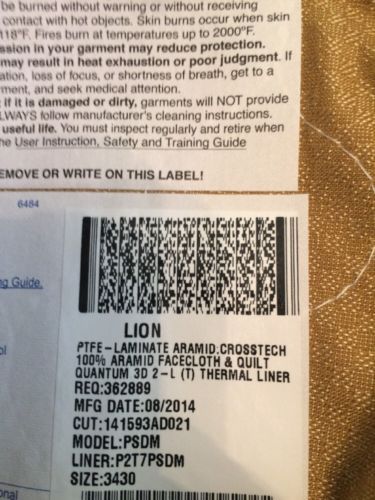 be burned without warning or without receiving
contact with hot objects. Skin burns occur when skin
118°F. Fires burn at temperatures up to 2000°F.
ssion in your garment may reduce protection.
may result in heat exhaustion or poor judgment. If
ation, loss of focus, or shortness of breath, get to a
ment, and seek medical attention.
if it is damaged or dirty, garments will NOT provide
LWAYS follow manufacturer's cleaning instructions.
useful life. You must inspect regularly and retire when
he User Instruction, Safety and Training Guide
EMOVE OR WRITE ON THIS LABEL!
6484
ng Guide.
LION
PTFE-LAMINATE ARAMID:CROSSTECH
100% ARAMID FACECLOTH & QUILT
QUANTUM 3D 2-L (T) THERMAL LINER
REQ:362889
MFG DATE:08/2014
CUT:141593AD021
MODEL:PSDM
LINER:P2T7PSDM
SIZE:3430
onal